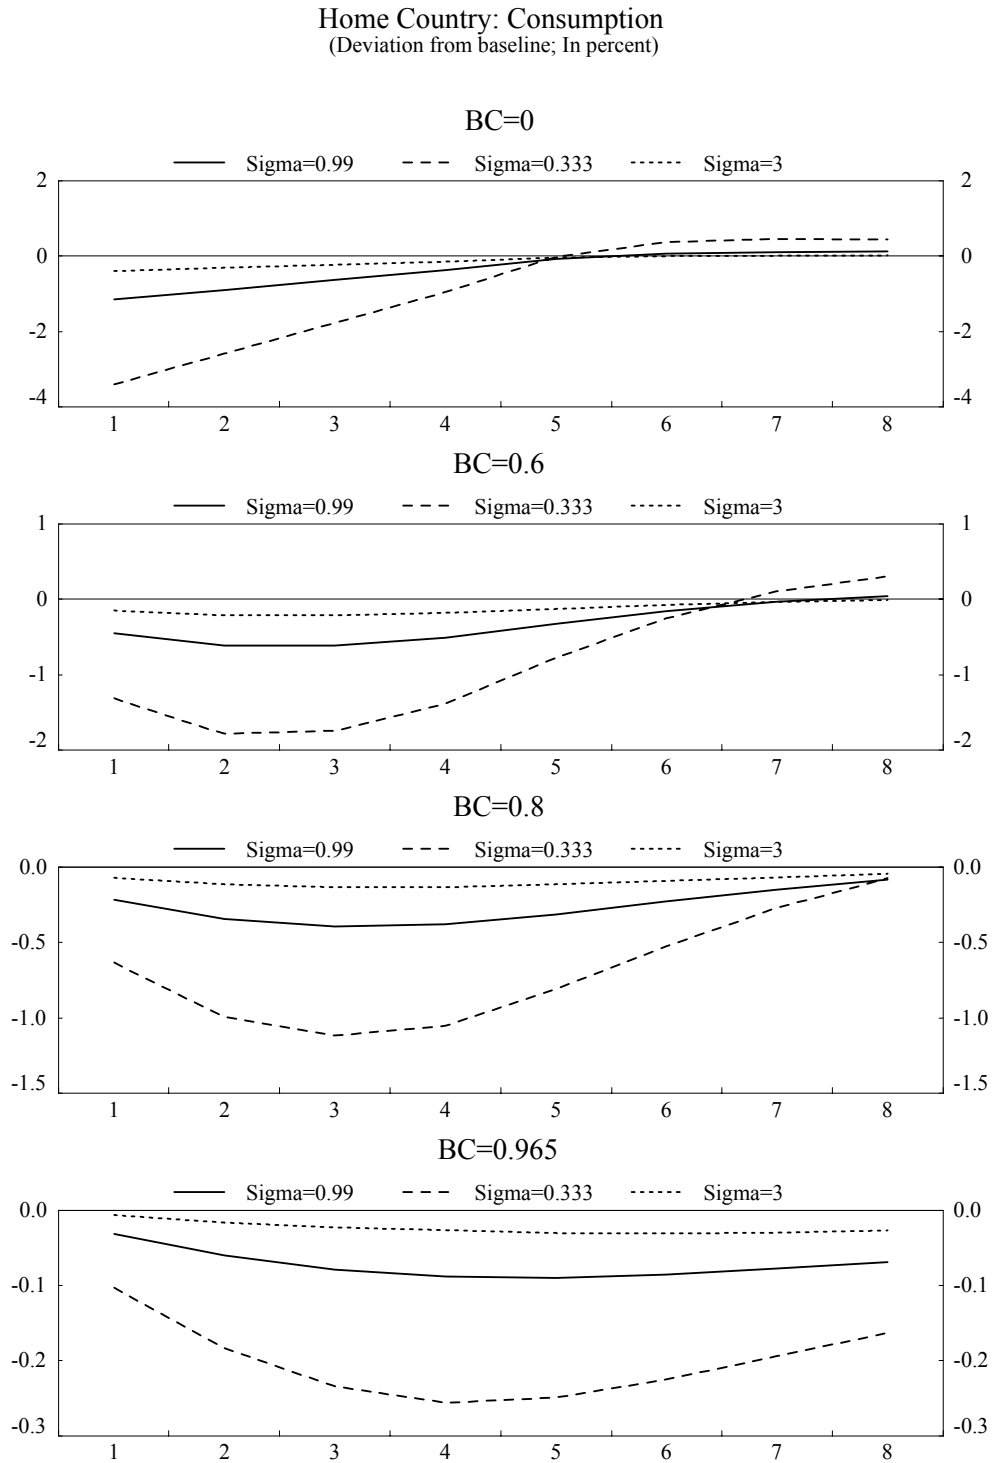 Home Country: Consumption
(Deviation from baseline; In percent)
BC=0
Sigma=0.99 Sigma=0.333 Sigma=3
2 2
0 0
-2 -2
-4 -4
1 2 3 4 5 6 7 8
BC=0.6
Sigma=0.99 Sigma=0.333 Sigma=3
1 1
0 0
-1 -1
-2 -2
1 2 3 4 5 6 7 8
BC=0.8
Sigma=0.99 Sigma=0.333 Sigma=3
0.0 0.0
-0.5 -0.5
-1.0 -1.0
-1.5 -1.5
1 2 3 4 5 6 7 8
BC=0.965
Sigma=0.99 Sigma=0.333 Sigma=3
0.0 0.0
-0.1 -0.1
-0.2 -0.2
-0.3 -0.3
1 2 3 4 5 6 7 8